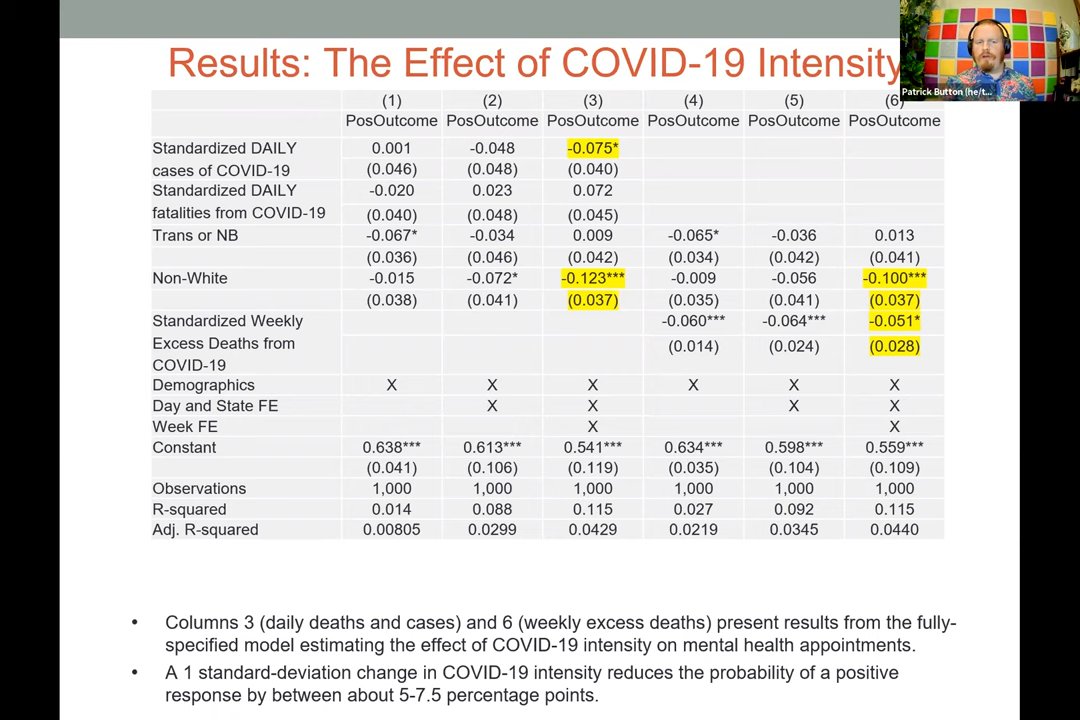 Results: The Effect of COVID-19 Intensity
Patrick Button (he/t...
(1) (2) (3) (4) (5) (6)
PosOutcome PosOutcome PosOutcome PosOutcome PosOutcome PosOutcome
Standardized DAILY 0.001 -0.048 -0.075*
cases of COVID-19 (0.046) (0.048) (0.040)
Standardized DAILY -0.020 0.023 0.072
fatalities from COVID-19 (0.040) (0.048) (0.045)
Trans or NB -0.067* -0.034 0.009 -0.065* -0.036 0.013
(0.036) (0.046) (0.042) (0.034) (0.042) (0.041)
Non-White -0.015 -0.072* -0.123*** -0.009 -0.056 -0.100***
(0.038) (0.041) (0.037) (0.035) (0.041) (0.037)
Standardized Weekly -0.060*** -0.064*** -0.051*
Excess Deaths from (0.014) (0.024) (0.028)
COVID-19
Demographics X X X X X X
Day and State FE X X X X
Week FE X X
Constant 0.638*** 0.613*** 0.541*** 0.634*** 0.598*** 0.559***
(0.041) (0.106) (0.119) (0.035) (0.104) (0.109)
Observations 1,000 1,000 1,000 1,000 1,000 1,000
R-squared 0.014 0.088 0.115 0.027 0.092 0.115
Adj. R-squared 0.00805 0.0299 0.0429 0.0219 0.0345 0.0440
• Columns 3 (daily deaths and cases) and 6 (weekly excess deaths) present results from the fully-
specified model estimating the effect of COVID-19 intensity on mental health appointments.
• A 1 standard-deviation change in COVID-19 intensity reduces the probability of a positive
response by between about 5-7.5 percentage points.